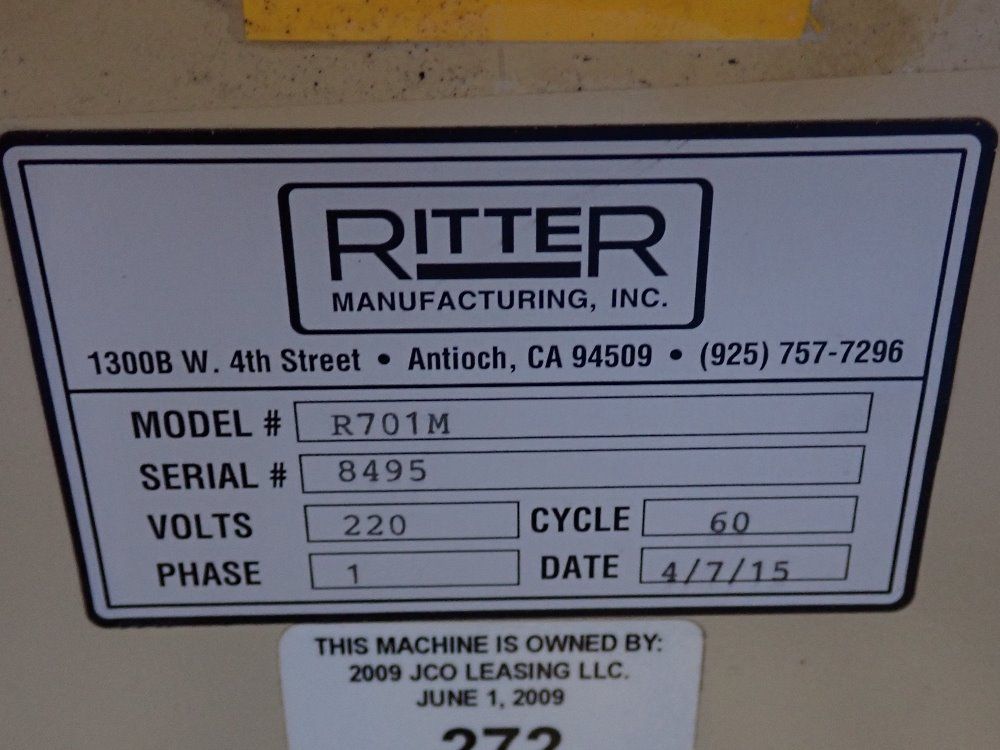 RITTER
MANUFACTURING, INC.
1300B W. 4th Street • Antioch, CA 94509 • (925) 757-7296
MODEL # R701M
SERIAL # 8495
VOLTS 220 CYCLE 60
PHASE 1 DATE 4/7/15
THIS MACHINE IS OWNED BY:
2009 JCO LEASING LLC.
JUNE 1, 2009
272